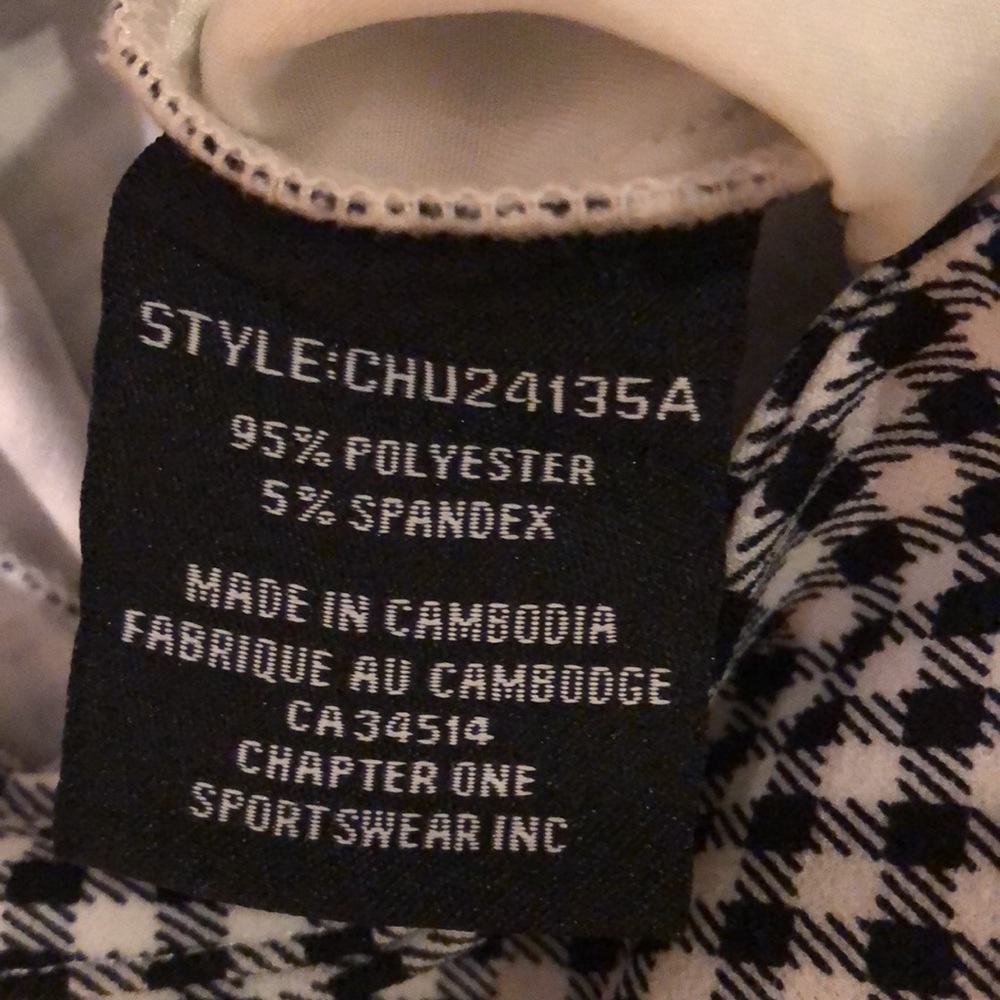 STYLE:CHU24135A
95% POLYESTER
5% SPANDEX
MADE IN CAMBODIA
FABRIQUE AU CAMBODGE
CA34514
CHAPTER ONE
SPORTSWEAR INC